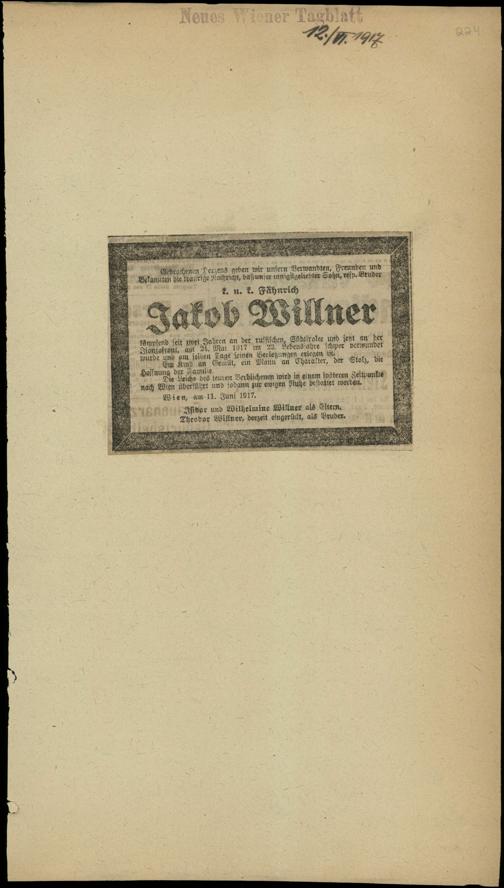 Neues Wiener Tagblatt
12./VI. 1917
224
Gebrochenen Herzens geben wir unsern Verwandten, Freunden und
Bekannten die traurige Nachricht, daß unser innigstgeliebter Sohn, resp. Bruder
k. u. k. Fähnrich
Jakob Willner
kämpfend seit zwei Jahren an der russischen, Südtiroler und jetzt an der
Isonzofront, am 24. Mai 1917 im 22. Lebensjahre schwer verwundet
wurde und am selben Tage seinen Verletzungen erlegen ist.
Ein Kind an Gemüt, ein Mann an Charakter, der Stolz, die
Hoffnung der Familie.
Die Leiche des teuren Verblichenen wird in einem späteren Zeitpunkte
nach Wien überführt und sodann zur ewigen Ruhe bestattet werden.
Wien, am 11. Juni 1917.
Isidor und Wilhelmine Willner als Eltern.
Theodor Willner, derzeit eingerückt, als Bruder.